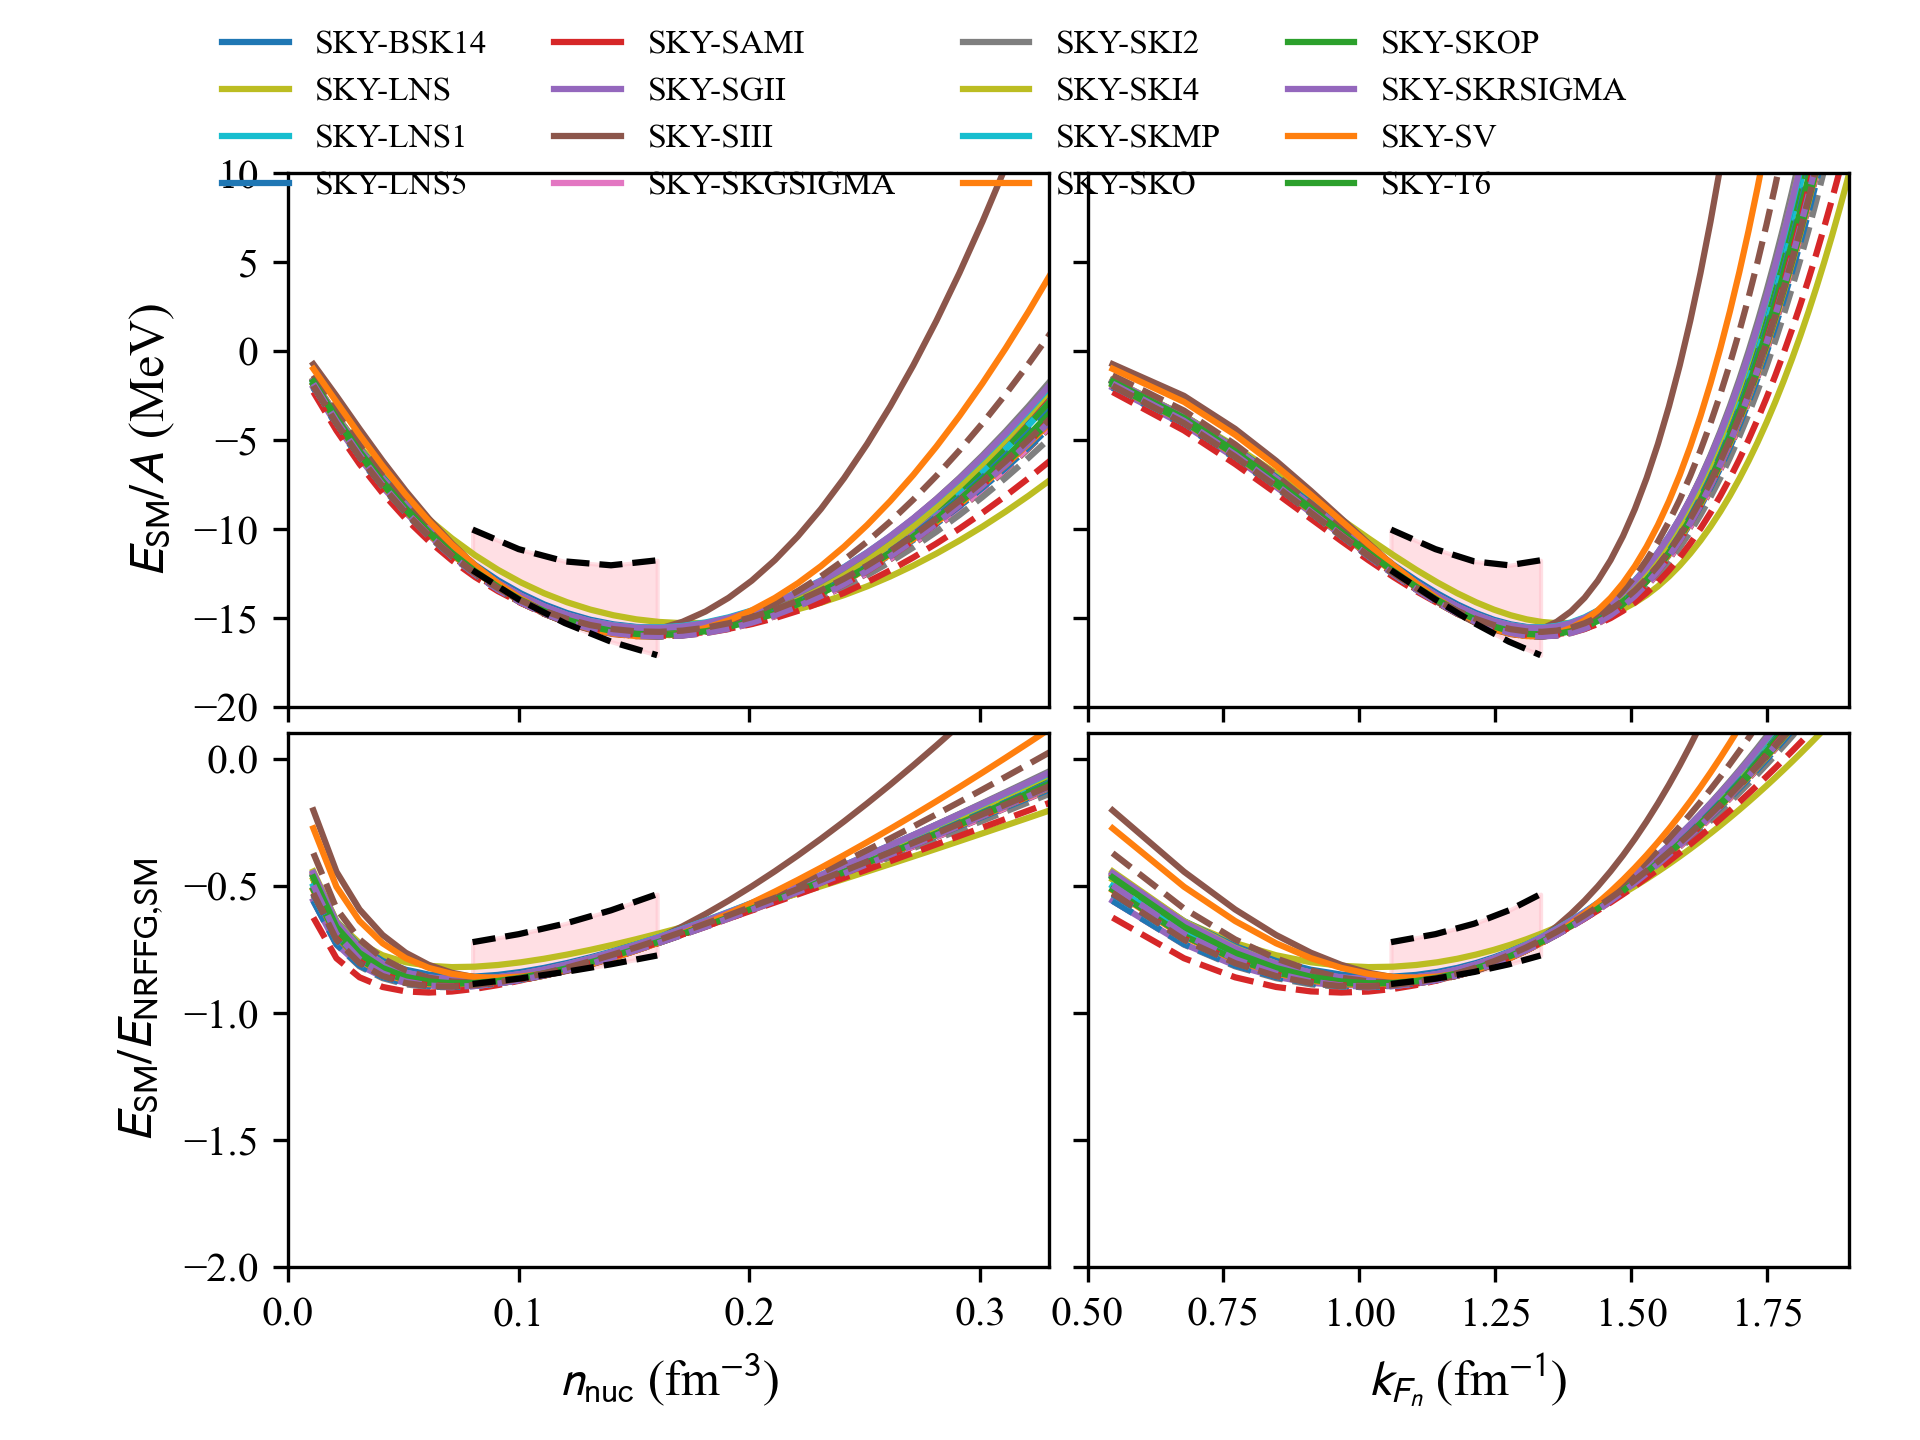 SKY-BSK14 SKY-SAMI SKY-SKI2 SKY-SKOP
SKY-LNS SKY-SGII SKY-SKI4 SKY-SKRSIGMA
SKY-LNS1 SKY-SIII SKY-SKMP SKY-SV
SKY-LNS5 SKY-SKGSIGMA SKY-SKO SKY-T6
10
5
0
−5
−10
−15
−20
E_SM/A (MeV)
0.0
−0.5
−1.0
−1.5
−2.0
E_SM/E_NRFFG,SM
0.0 0.1 0.2 0.3 0.50 0.75 1.00 1.25 1.50 1.75
n_nuc (fm⁻³) k_{F_n} (fm⁻¹)